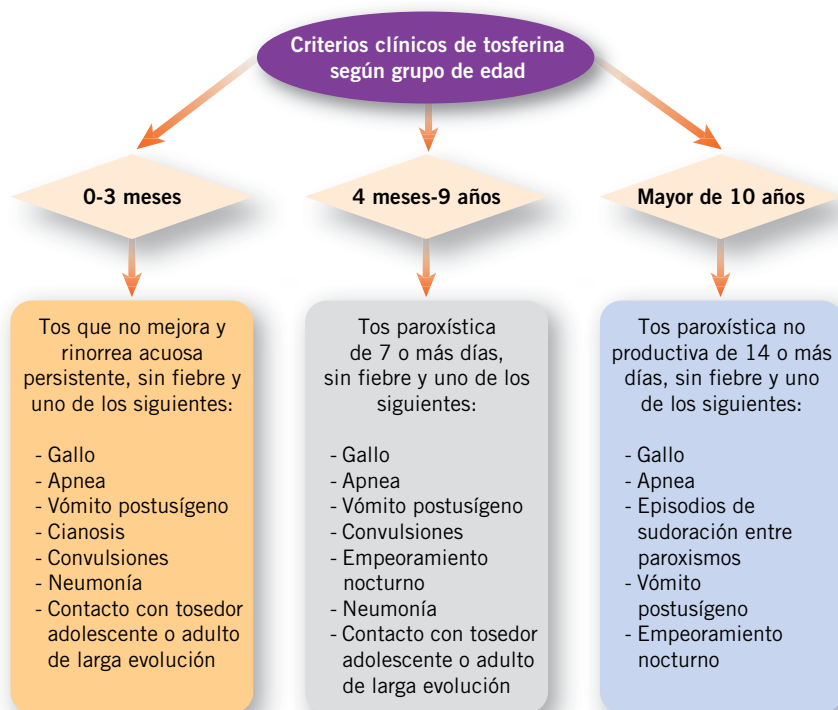 Criterios clínicos de tosferina
según grupo de edad
0-3 meses
4 meses-9 años
Mayor de 10 años
Tos que no mejora y
rinorrea acuosa
persistente, sin fiebre y
uno de los siguientes:
- Gallo
- Apnea
- Vómito postusígeno
- Cianosis
- Convulsiones
- Neumonía
- Contacto con tosedor
adolescente o adulto
de larga evolución
Tos paroxística
de 7 o más días,
sin fiebre y uno de los
siguientes:
- Gallo
- Apnea
- Vómito postusígeno
- Convulsiones
- Empeoramiento
nocturno
- Neumonía
- Contacto con tosedor
adolescente o adulto
de larga evolución
Tos paroxística no
productiva de 14 o más
días, sin fiebre y uno
de los siguientes:
- Gallo
- Apnea
- Episodios de
sudoración entre
paroxismos
- Vómito
postusígeno
- Empeoramiento
nocturno